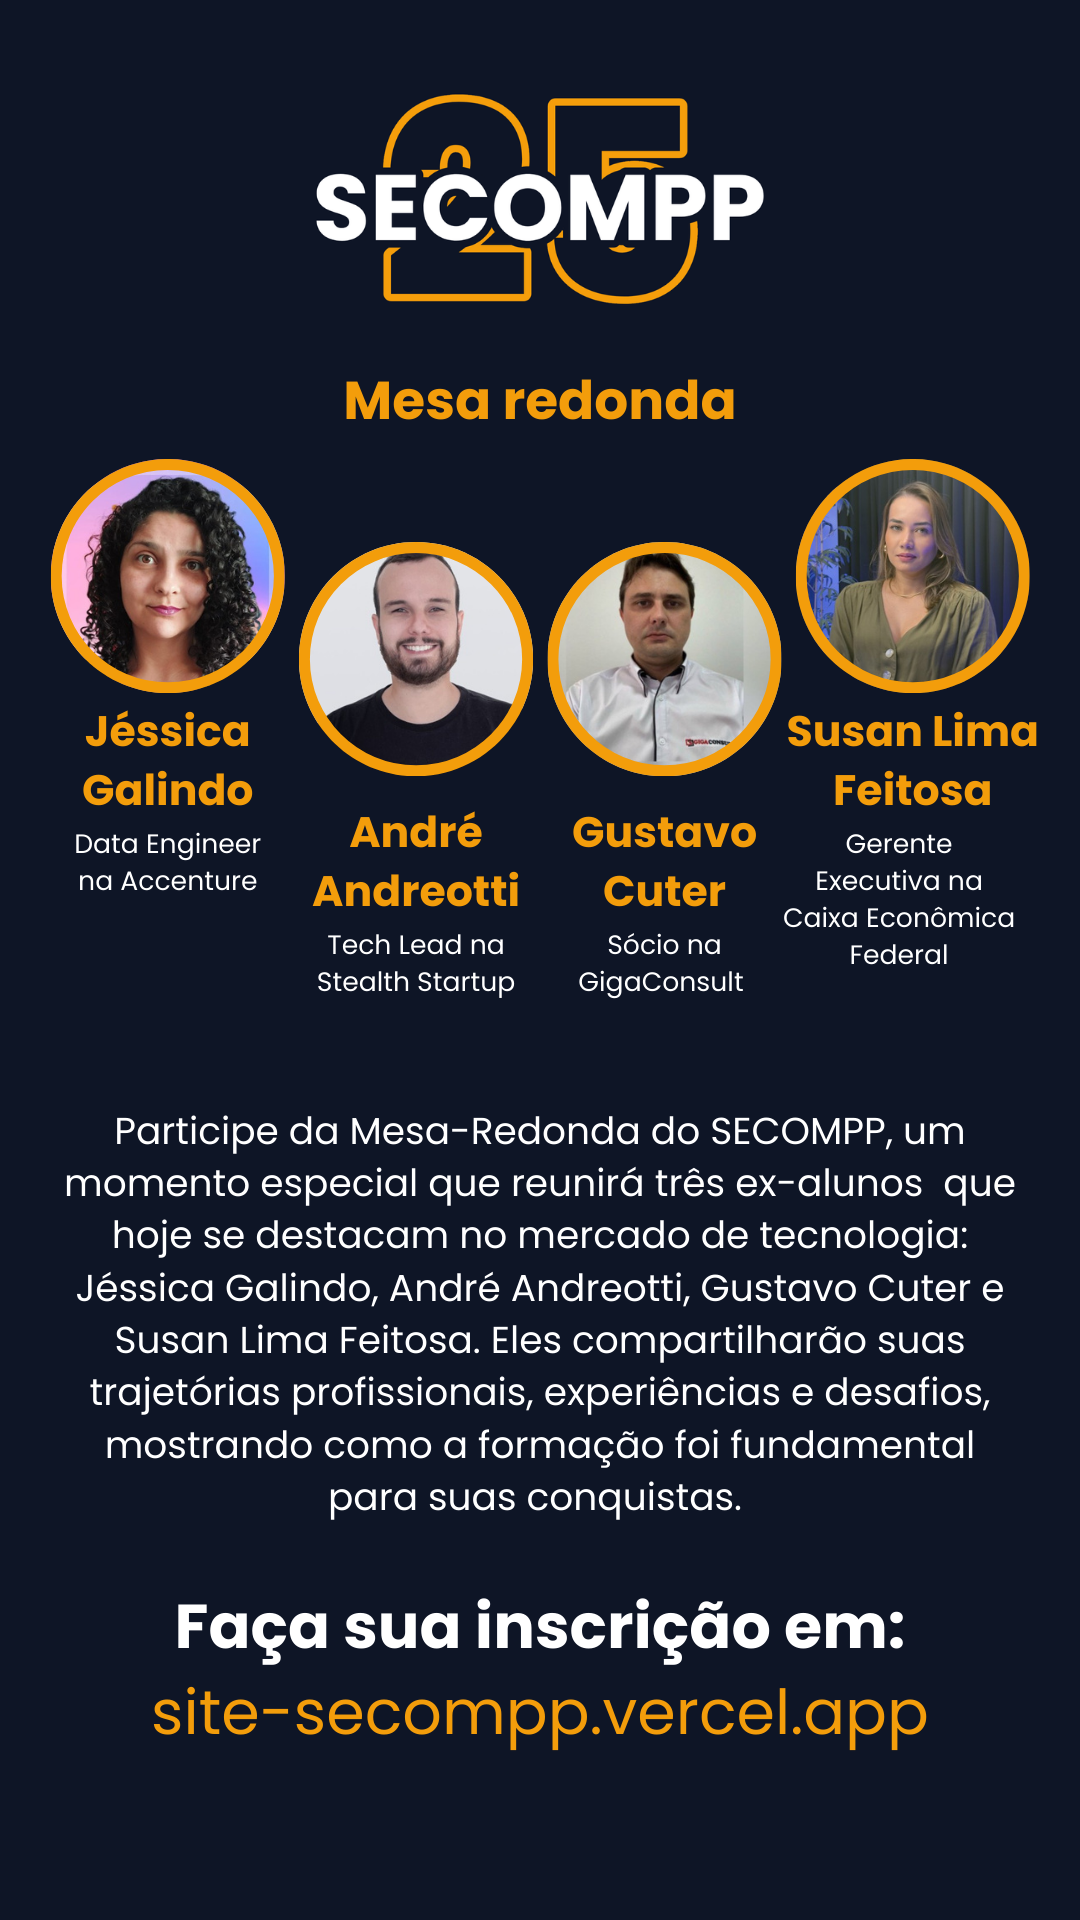 25
SECOMPP
Mesa redonda
Jéssica
Galindo
Data Engineer
na Accenture
André
Andreotti
Tech Lead na
Stealth Startup
Gustavo
Cuter
Sócio na
GigaConsult
Susan Lima
Feitosa
Gerente
Executiva na
Caixa Econômica
Federal
Participe da Mesa-Redonda do SECOMPP, um
momento especial que reunirá três ex-alunos  que
hoje se destacam no mercado de tecnologia:
Jéssica Galindo, André Andreotti, Gustavo Cuter e
Susan Lima Feitosa. Eles compartilharão suas
trajetórias profissionais, experiências e desafios,
mostrando como a formação foi fundamental
para suas conquistas.
Faça sua inscrição em:
site-secompp.vercel.app